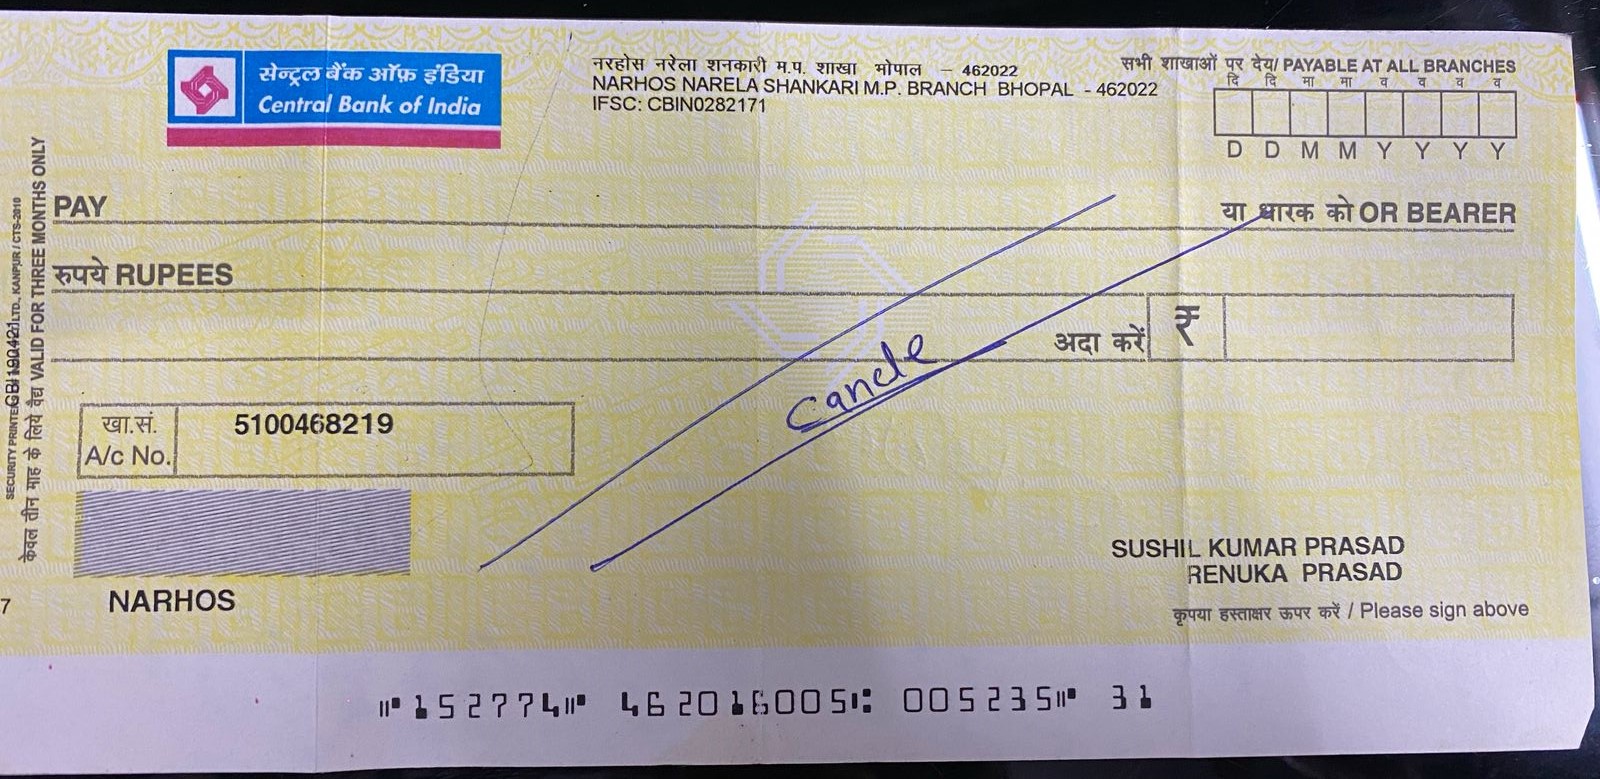 सेन्ट्रल बैंक ऑफ़ इंडिया
Central Bank of India
नरहोस नरेला शनकारी म.प. शाखा भोपाल - 462022
NARHOS NARELA SHANKARI M.P. BRANCH BHOPAL - 462022
IFSC: CBIN0282171
सभी शाखाओं पर देय/ PAYABLE AT ALL BRANCHES
दि दि मा मा व व व व
D D M M Y Y Y Y
PAY
या धारक को OR BEARER
रुपये RUPEES
अदा करें ₹
Cancle
खा.सं.
A/c No.
5100468219
SUSHIL KUMAR PRASAD
RENUKA PRASAD
कृपया हस्ताक्षर ऊपर करें / Please sign above
7
NARHOS
⑈152774⑈ 462016005⑆ 005235⑈ 31
केवल तीन माह के लिये वैद्य VALID FOR THREE MONTHS ONLY
SECURITY PRINTE LTD., KANPUR / CTS-2010